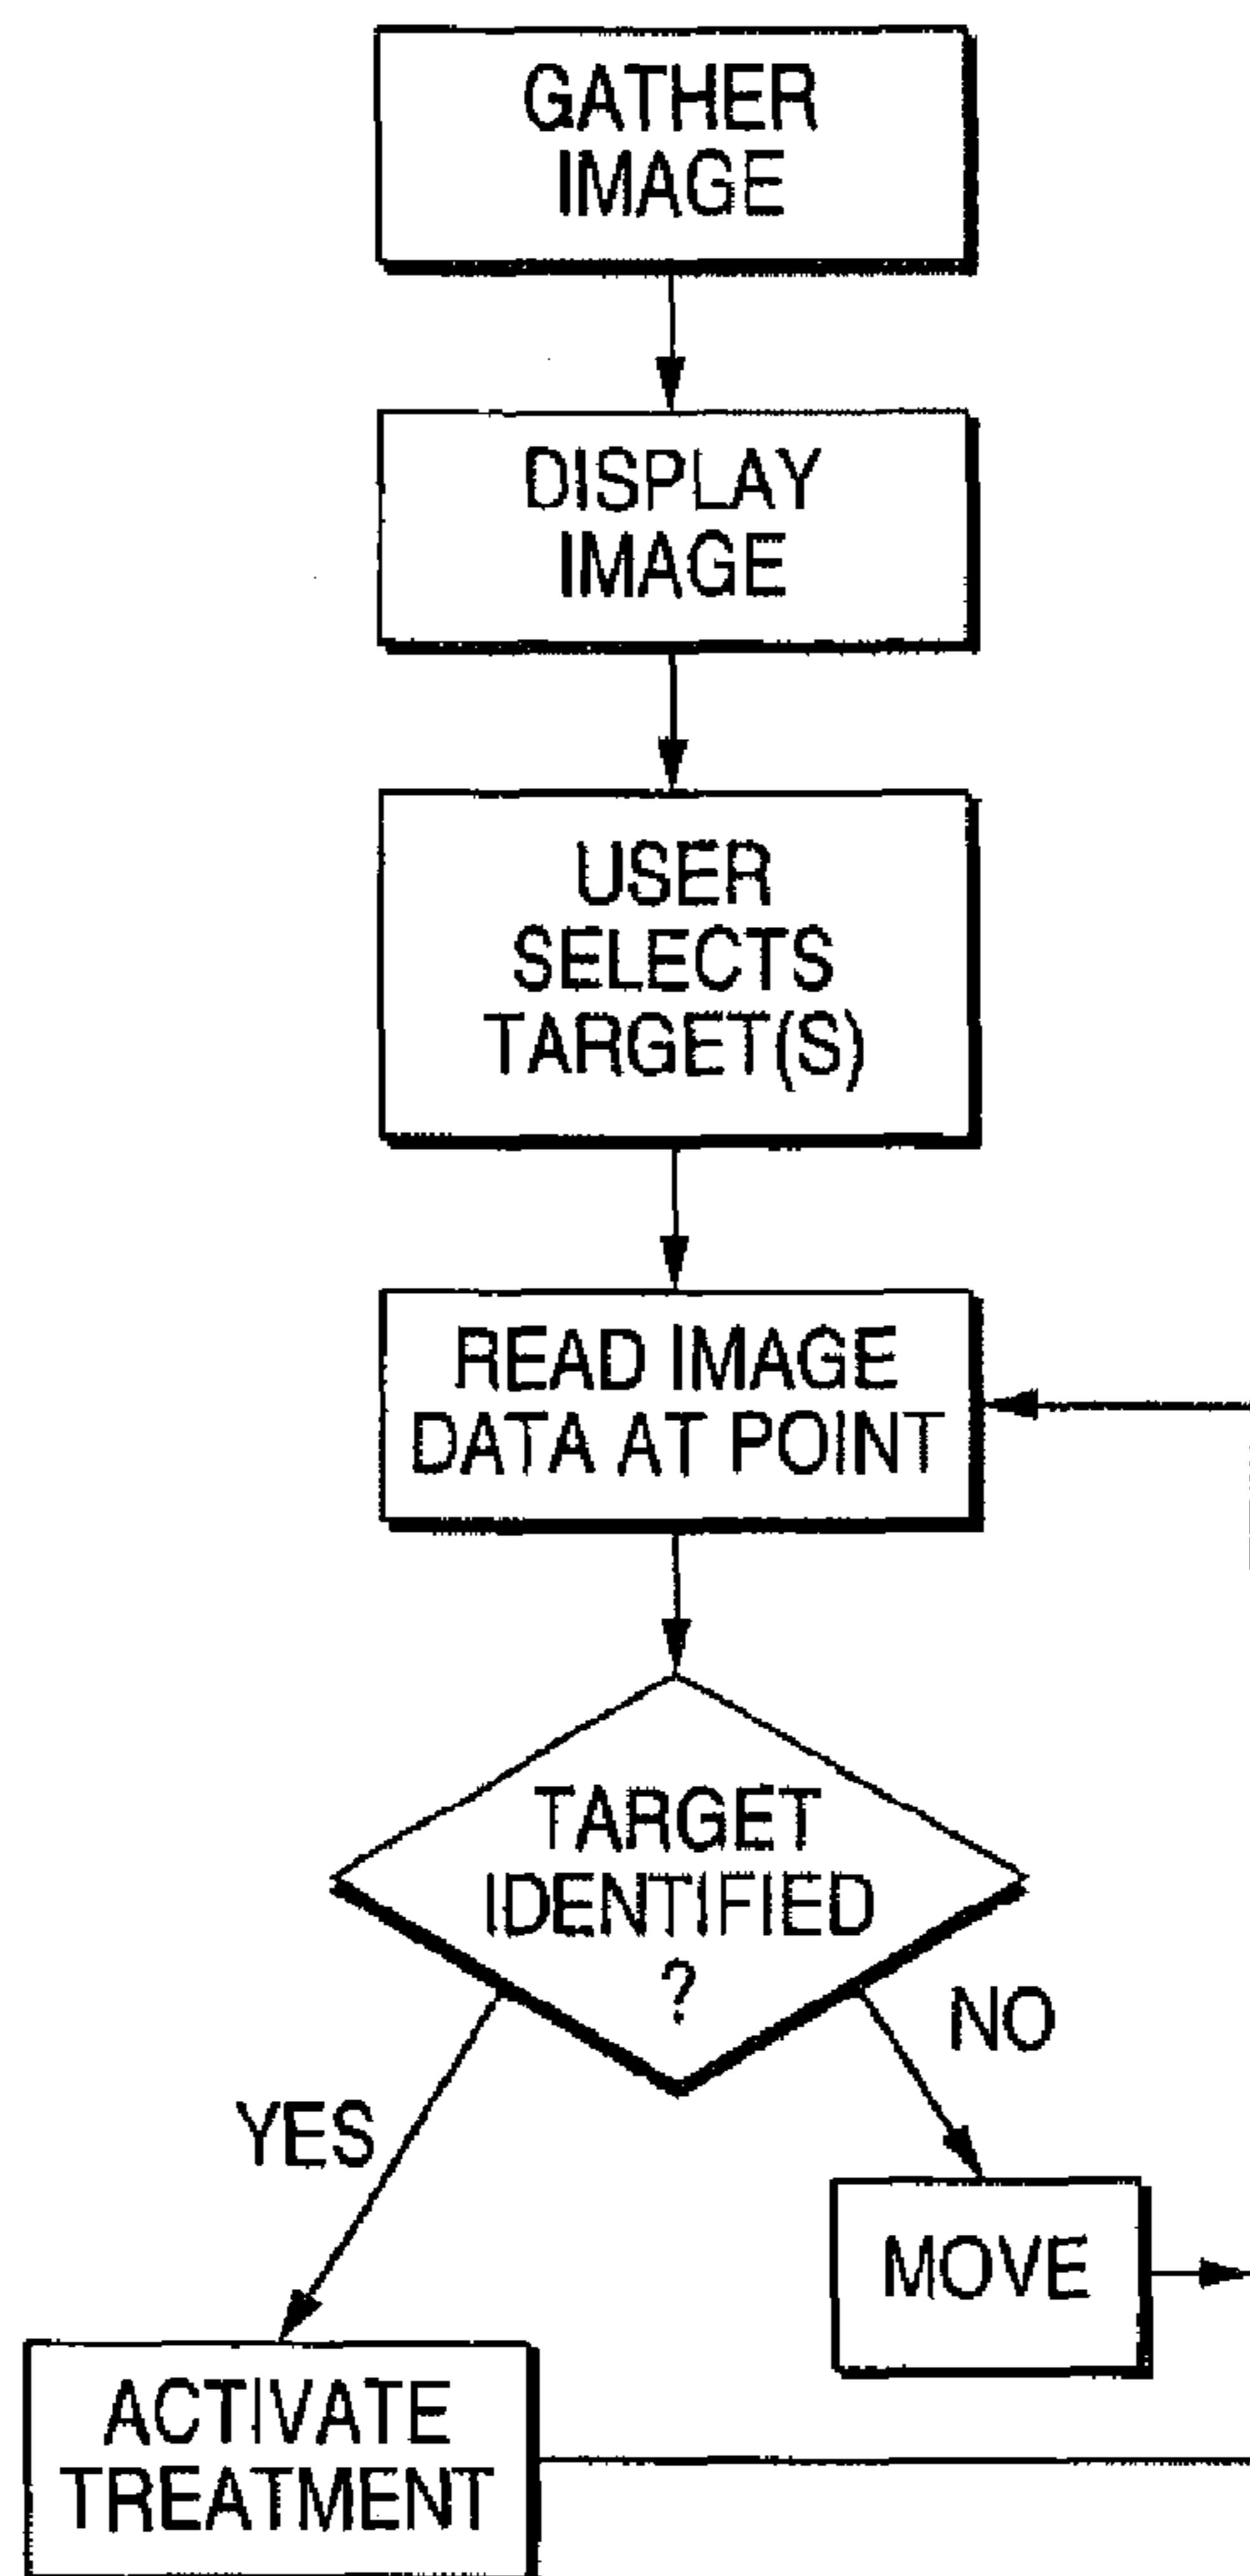 GATHER
IMAGE
DISPLAY
IMAGE
USER
SELECTS
TARGET(S)
READ IMAGE
DATA AT POINT
TARGET
IDENTIFIED
?
NO
YES
MOVE
ACTIVATE
TREATMENT